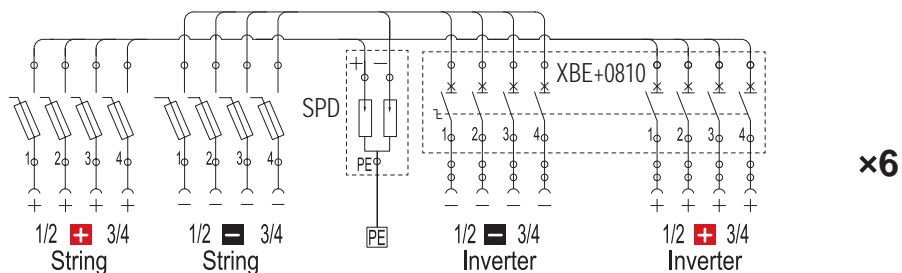 + −
XBE+0810
SPD
1 2 3 4
1 2 3 4
PE
1 2 3 4
1 2 3 4
×6
+ + + +
− − − −
− − − −
+ + + +
1/2 + 3/4
String
1/2 − 3/4
String
PE
1/2 − 3/4
Inverter
1/2 + 3/4
Inverter